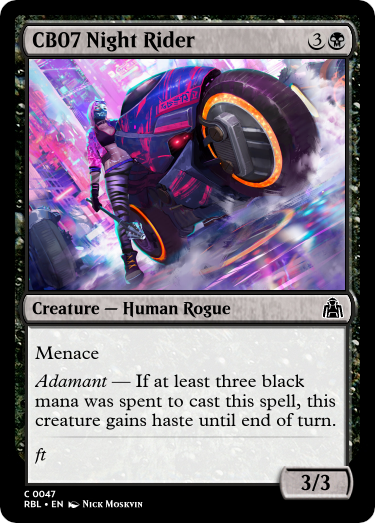 CB07 Night Rider
3
Creature — Human Rogue
Menace
Adamant — If at least three black
mana was spent to cast this spell, this
creature gains haste until end of turn.
ft
3/3
C 0047
RBL • EN Nick Moskvin